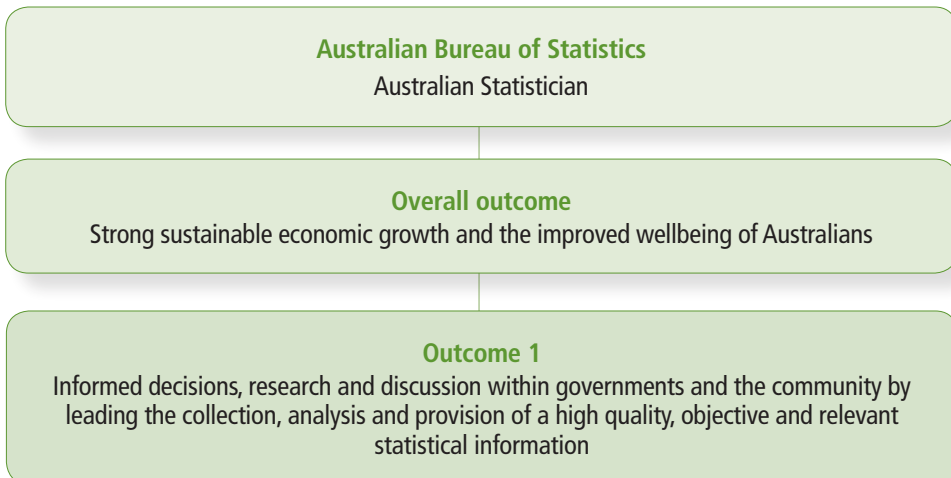 Australian Bureau of Statistics
Australian Statistician
Overall outcome
Strong sustainable economic growth and the improved wellbeing of Australians
Outcome 1
Informed decisions, research and discussion within governments and the community by
leading the collection, analysis and provision of a high quality, objective and relevant
statistical information